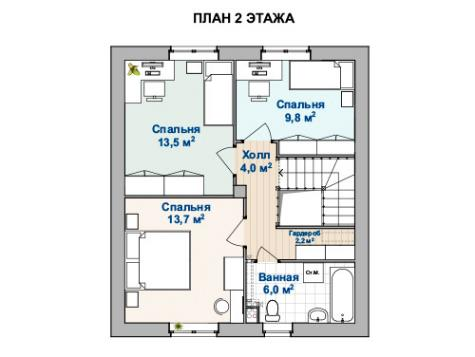 ПЛАН 2 ЭТАЖА
Спальня
9,8 м²
Спальня
13,5 м²
Холл
4,0 м²
Спальня
13,7 м²
Гардероб
2,2 м²
Ванная
6,0 м²
Ст.М.